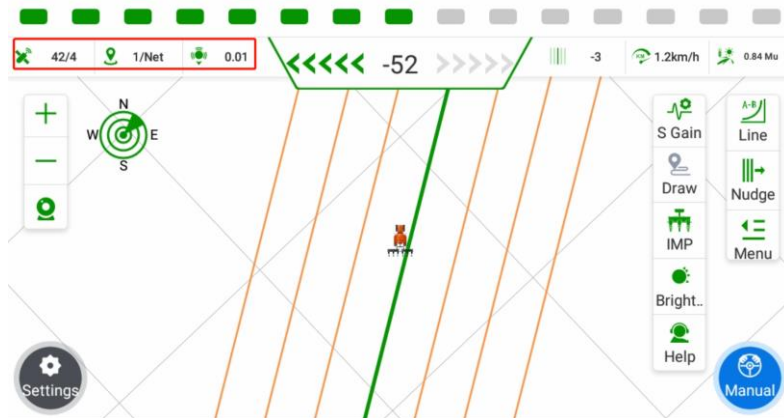 42/4 1/Net 0.01 -52 -3 KM 1.2km/h 0.84 Mu
N
W E
S
S Gain
Draw
IMP
Bright..
Help
A-B
Line
Nudge
Menu
Settings
Manual